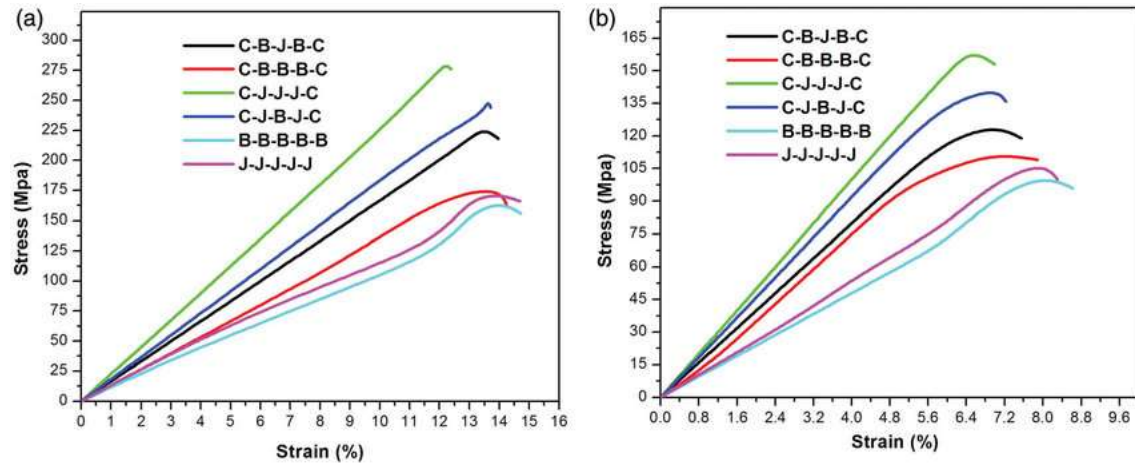 (a)
300
275
250
225
200
175
150
125
100
75
50
25
0
Stress (Mpa)
C-B-J-B-C
C-B-B-B-C
C-J-J-J-C
C-J-B-J-C
B-B-B-B-B
J-J-J-J-J
0 1 2 3 4 5 6 7 8 9 10 11 12 13 14 15 16
Strain (%)
(b)
165
150
135
120
105
90
75
60
45
30
15
0
Stress (Mpa)
C-B-J-B-C
C-B-B-B-C
C-J-J-J-C
C-J-B-J-C
B-B-B-B-B
J-J-J-J-J
0.0 0.8 1.6 2.4 3.2 4.0 4.8 5.6 6.4 7.2 8.0 8.8 9.6
Strain (%)